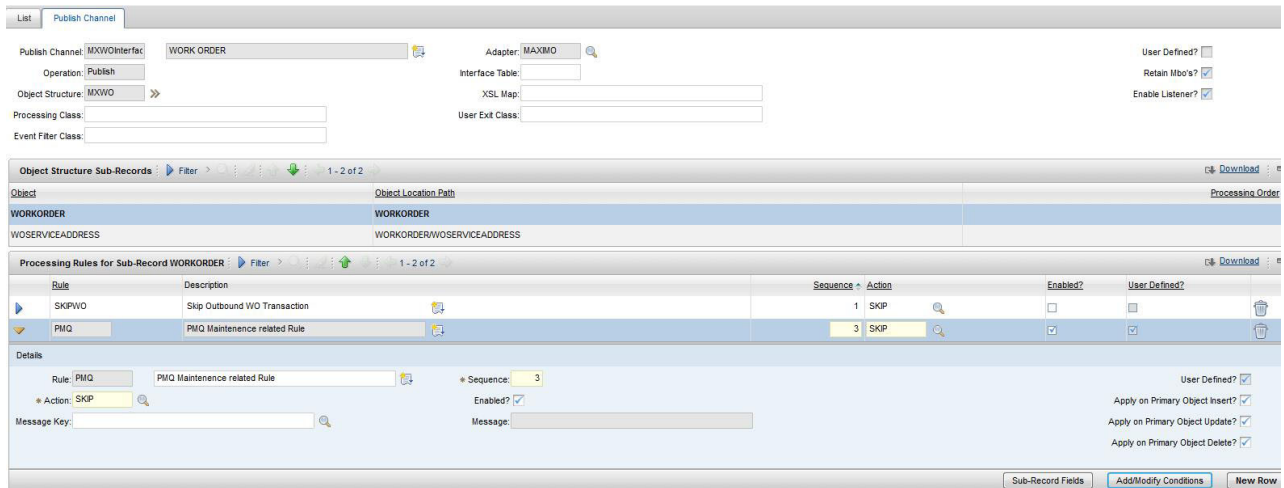 List Publish Channel
Publish Channel: MXWOInterfac WORK ORDER Adapter: MAXIMO User Defined?
Operation: Publish Interface Table: Retain Mbo's?
Object Structure: MXWO XSL Map: Enable Listener?
Processing Class: User Exit Class:
Event Filter Class:
Object Structure Sub-Records Filter 1 - 2 of 2 Download
Object Object Location Path Processing Order
WORKORDER WORKORDER
WOSERVICEADDRESS WORKORDER/WOSERVICEADDRESS
Processing Rules for Sub-Record WORKORDER Filter 1 - 2 of 2 Download
Rule Description Sequence Action Enabled? User Defined?
SKIPWO Skip Outbound WO Transaction 1 SKIP
PMQ PMQ Maintenence related Rule 3 SKIP
Details
Rule: PMQ PMQ Maintenence related Rule * Sequence: 3 User Defined?
* Action: SKIP Enabled? Apply on Primary Object Insert?
Message Key: Message: Apply on Primary Object Update?
Apply on Primary Object Delete?
Sub-Record Fields Add/Modify Conditions New Row